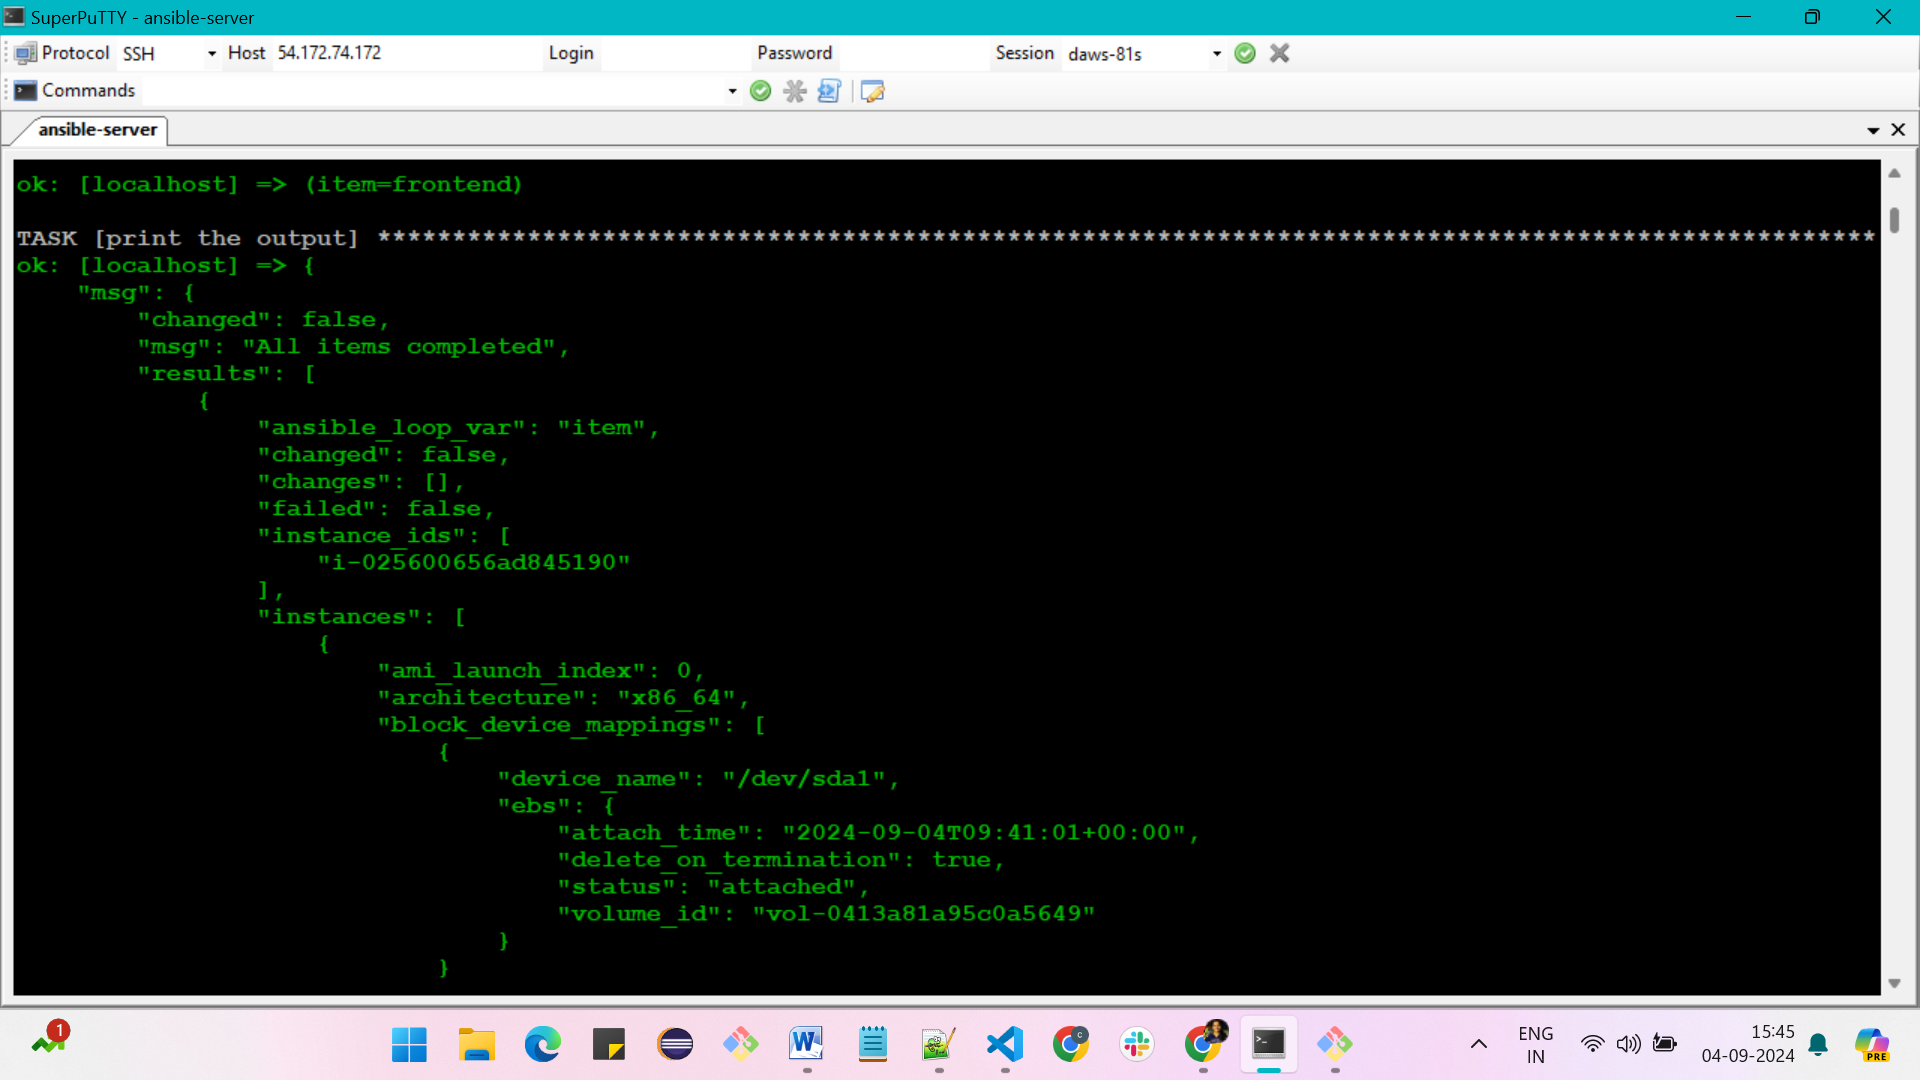 SuperPuTTY - ansible-server
Protocol SSH Host 54.172.74.172 Login Password Session daws-81s
Commands
ansible-server
ok: [localhost] => (item=frontend)
TASK [print the output] ****************************************************************************************************
ok: [localhost] => {
    "msg": {
        "changed": false,
        "msg": "All items completed",
        "results": [
            {
                "ansible_loop_var": "item",
                "changed": false,
                "changes": [],
                "failed": false,
                "instance_ids": [
                    "i-025600656ad845190"
                ],
                "instances": [
                    {
                        "ami_launch_index": 0,
                        "architecture": "x86_64",
                        "block_device_mappings": [
                            {
                                "device_name": "/dev/sda1",
                                "ebs": {
                                    "attach_time": "2024-09-04T09:41:01+00:00",
                                    "delete_on_termination": true,
                                    "status": "attached",
                                    "volume_id": "vol-0413a81a95c0a5649"
                                }
                            }
1
ENG
IN
15:45
04-09-2024
PRE